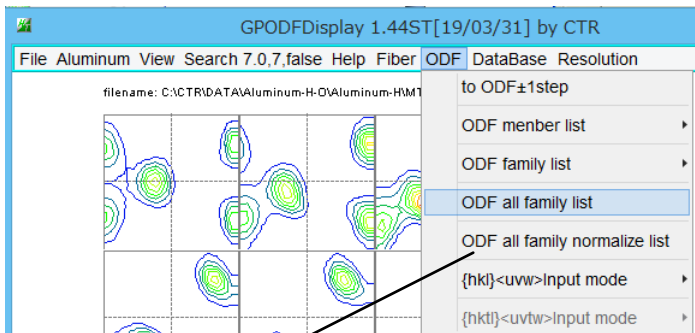 GPODFDisplay 1.44ST[19/03/31] by CTR
File Aluminum View Search 7.0,7,false Help Fiber ODF DataBase Resolution
filename: C:\CTR\DATA\Aluminum-H-O\Aluminum-H\MT
to ODF±1step
ODF menber list
ODF family list
ODF all family list
ODF all family normalize list
{hkl}<uvw>Input mode
{hktl}<uvtw>Input mode